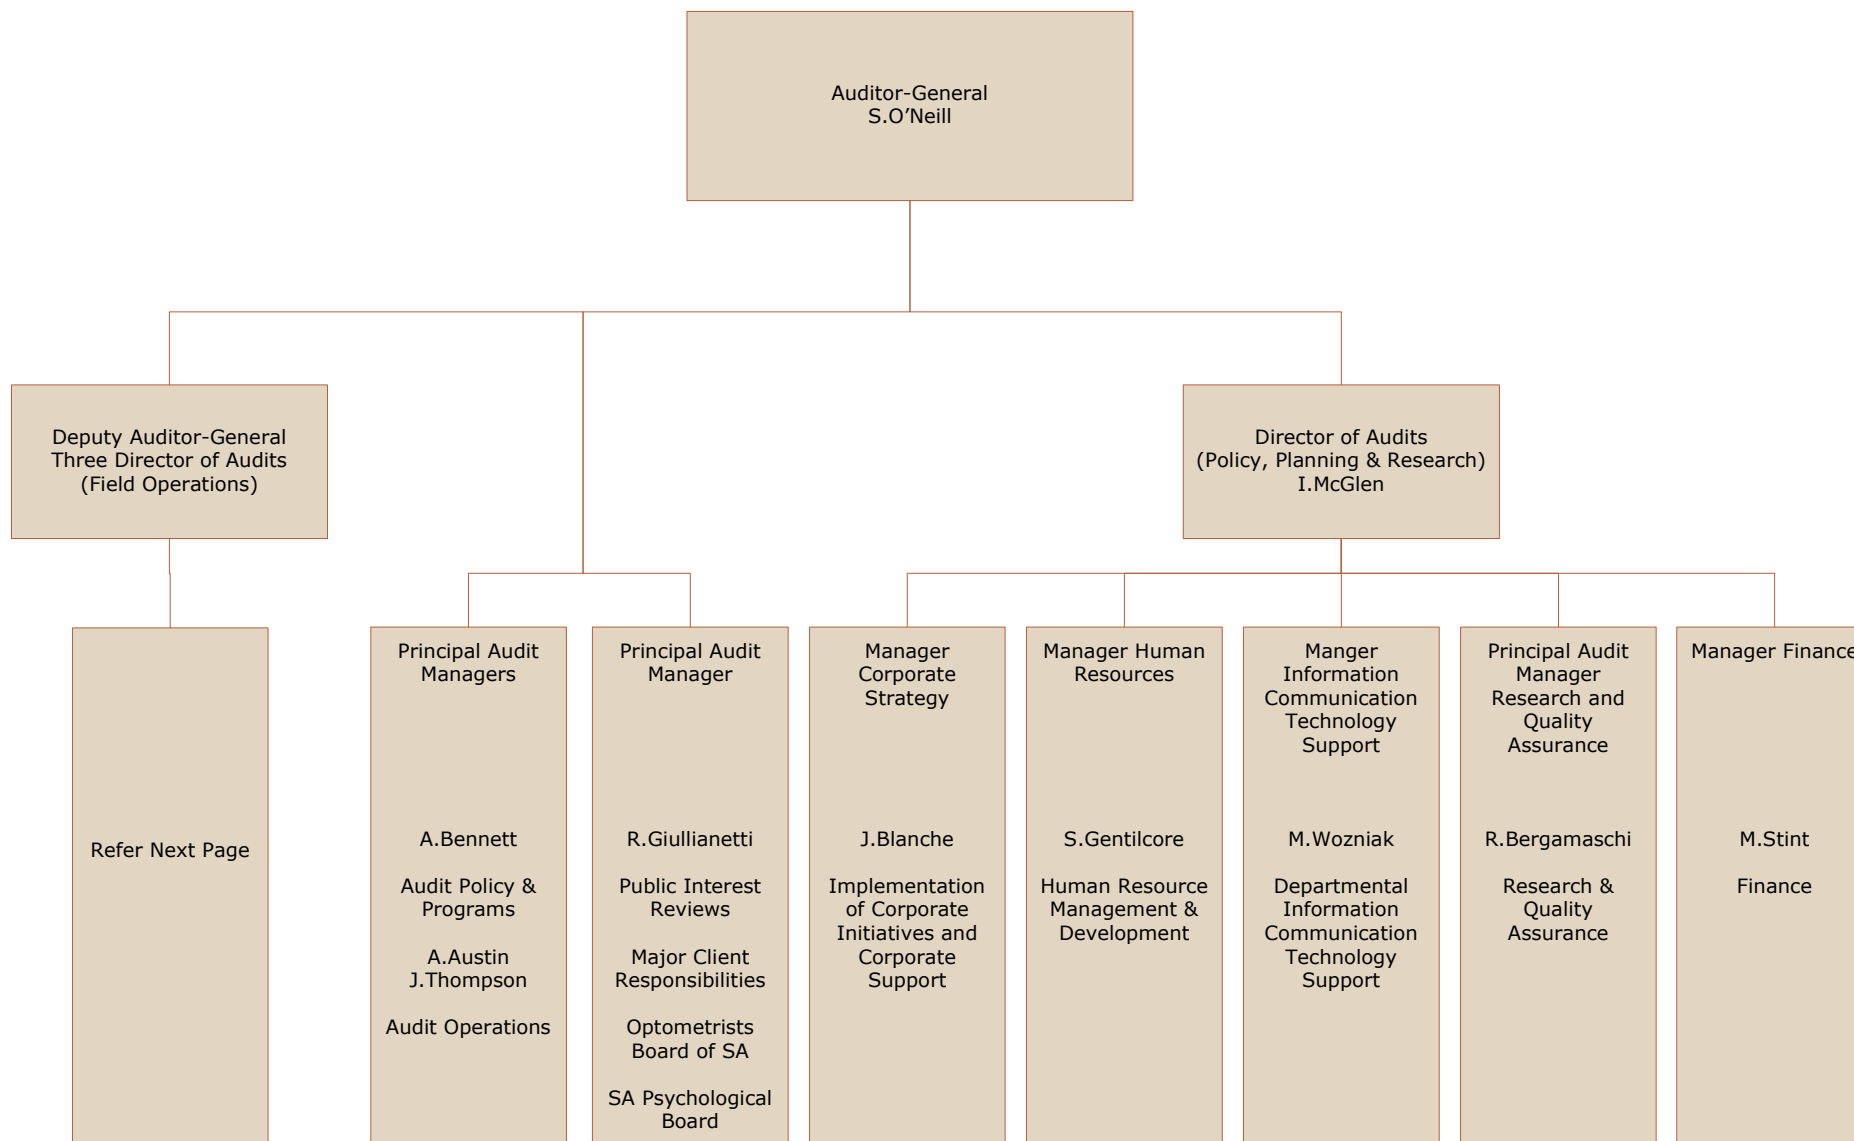 Auditor-General
S.O’Neill
Deputy Auditor-General
Three Director of Audits
(Field Operations)
Director of Audits
(Policy, Planning & Research)
I.McGlen
Refer Next Page
Principal Audit
Managers
A.Bennett
Audit Policy &
Programs
A.Austin
J.Thompson
Audit Operations
Principal Audit
Manager
R.Giullianetti
Public Interest
Reviews
Major Client
Responsibilities
Optometrists
Board of SA
SA Psychological
Board
Manager
Corporate
Strategy
J.Blanche
Implementation
of Corporate
Initiatives and
Corporate
Support
Manager Human
Resources
S.Gentilcore
Human Resource
Management &
Development
Manger
Information
Communication
Technology
Support
M.Wozniak
Departmental
Information
Communication
Technology
Support
Principal Audit
Manager
Research and
Quality
Assurance
R.Bergamaschi
Research &
Quality
Assurance
Manager Finance
M.Stint
Finance